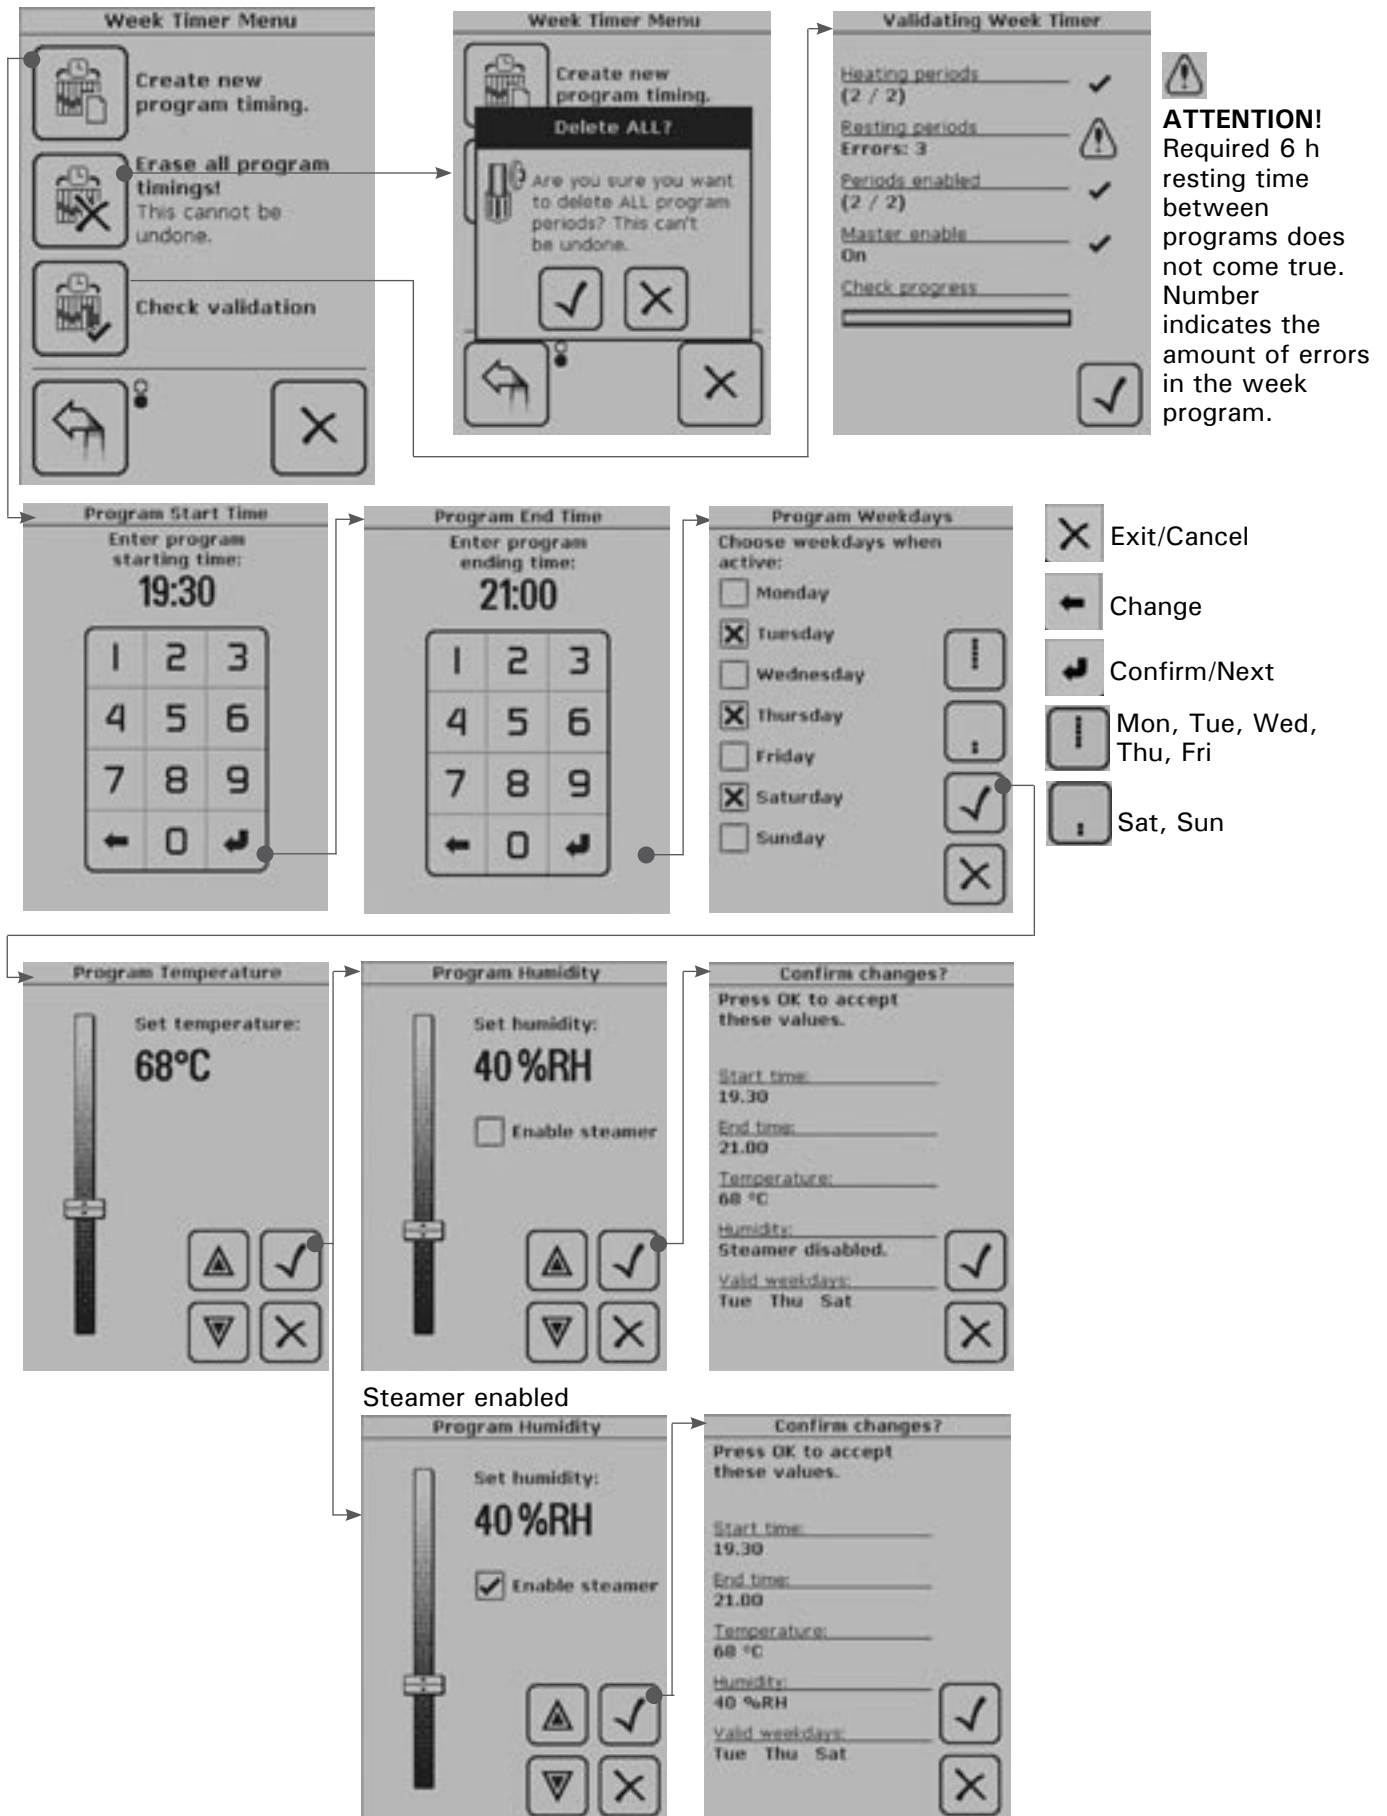 Week Timer Menu
Create new
program timing.
Erase all program
timings!
This cannot be
undone.
Check validation
Week Timer Menu
Create new
program timing.
Delete ALL?
Are you sure you want
to delete ALL program
periods? This can't
be undone.
Validating Week Timer
Heating periods
(2 / 2)
Resting periods
Errors: 3
Periods enabled
(2 / 2)
Master enable
On
Check progress
ATTENTION!
Required 6 h
resting time
between
programs does
not come true.
Number
indicates the
amount of errors
in the week
program.
Program Start Time
Enter program
starting time:
19:30
1 2 3
4 5 6
7 8 9
0
Program End Time
Enter program
ending time:
21:00
1 2 3
4 5 6
7 8 9
0
Program Weekdays
Choose weekdays when
active:
Monday
Tuesday
Wednesday
Thursday
Friday
Saturday
Sunday
Exit/Cancel
Change
Confirm/Next
Mon, Tue, Wed,
Thu, Fri
Sat, Sun
Program Temperature
Set temperature:
68°C
Program Humidity
Set humidity:
40 %RH
Enable steamer
Confirm changes?
Press OK to accept
these values.
Start time:
19.30
End time:
21.00
Temperature:
68 °C
Humidity:
Steamer disabled.
Valid weekdays:
Tue Thu Sat
Steamer enabled
Program Humidity
Set humidity:
40 %RH
Enable steamer
Confirm changes?
Press OK to accept
these values.
Start time:
19.30
End time:
21.00
Temperature:
68 °C
Humidity:
40 %RH
Valid weekdays:
Tue Thu Sat